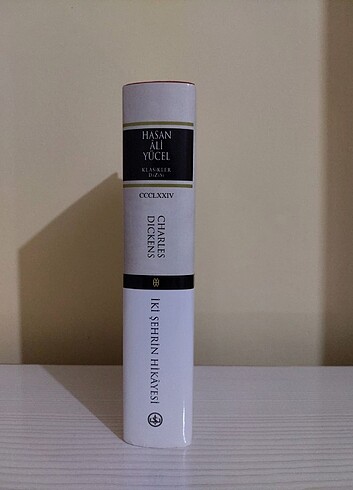 HASAN
ÂLİ
YÜCEL
KLASİKLER
DİZİSİ
CCCLXXIV
CHARLES
DICKENS
İKİ ŞEHRİN HİKÂYESİ